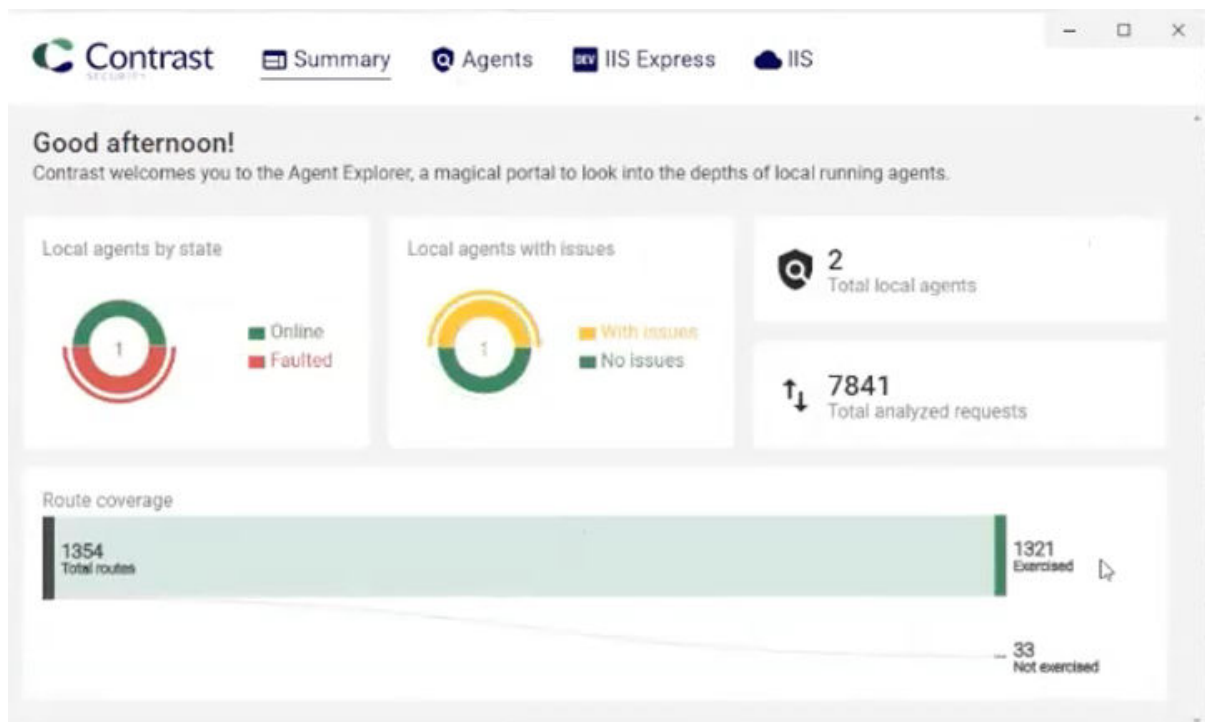 Contrast
SECURITY
Summary
Agents
DEV IIS Express
IIS
Good afternoon!
Contrast welcomes you to the Agent Explorer, a magical portal to look into the depths of local running agents.
Local agents by state
1
Online
Faulted
Local agents with issues
1
With issues
No issues
2
Total local agents
7841
Total analyzed requests
Route coverage
1354
Total routes
1321
Exercised
33
Not exercised